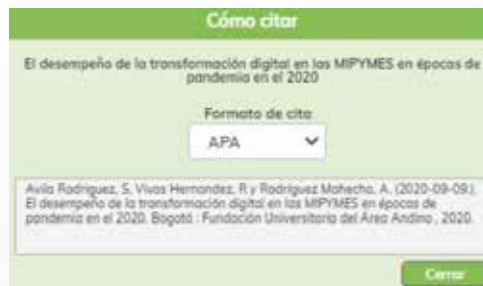 Cómo citar
El desempeño de la transformación digital en las MIPYMES en épocas de
pandemia en el 2020
Formato de cita
APA
Avila Rodriguez, S, Vivas Hernandez, R y Rodriguez Mahecha, A. (2020-09-09).
El desempeño de la transformación digital en las MIPYMES en épocas de
pandemia en el 2020. Bogotá : Fundación Universitaria del Área Andina , 2020.
Cerrar